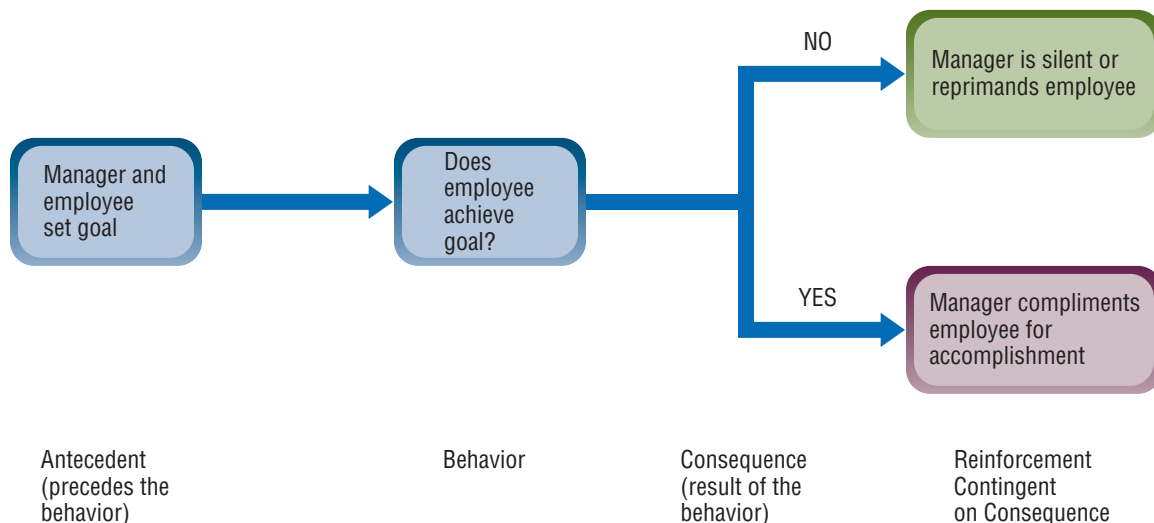 NO
Manager is silent or
reprimands employee
Manager and
employee
set goal
Does
employee
achieve
goal?
YES
Manager compliments
employee for
accomplishment
Antecedent
(precedes the
behavior)
Behavior
Consequence
(result of the
behavior)
Reinforcement
Contingent
on Consequence